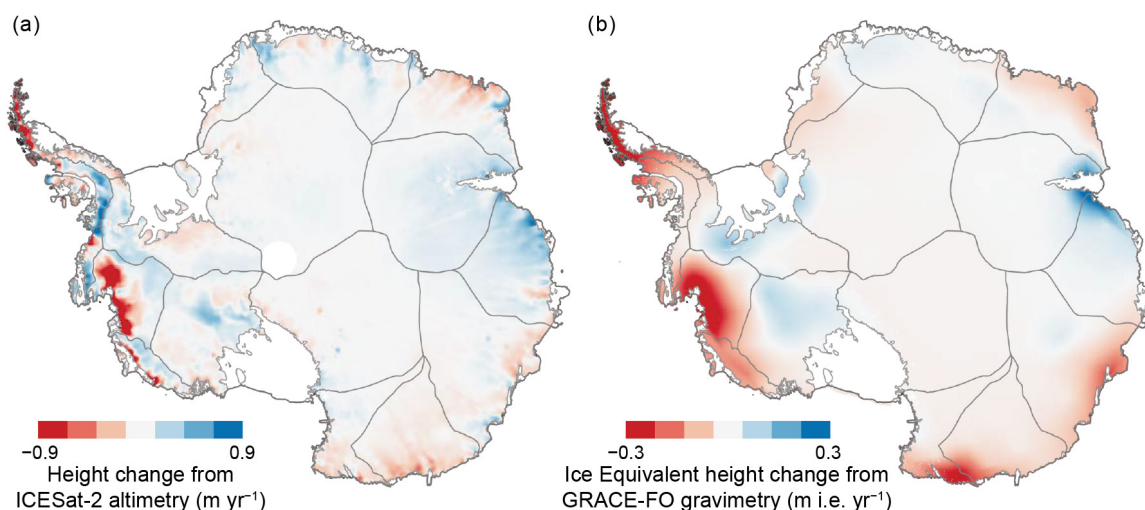 (a)
(b)
−0.9 0.9
Height change from
ICESat-2 altimetry (m yr⁻¹)
−0.3 0.3
Ice Equivalent height change from
GRACE-FO gravimetry (m i.e. yr⁻¹)